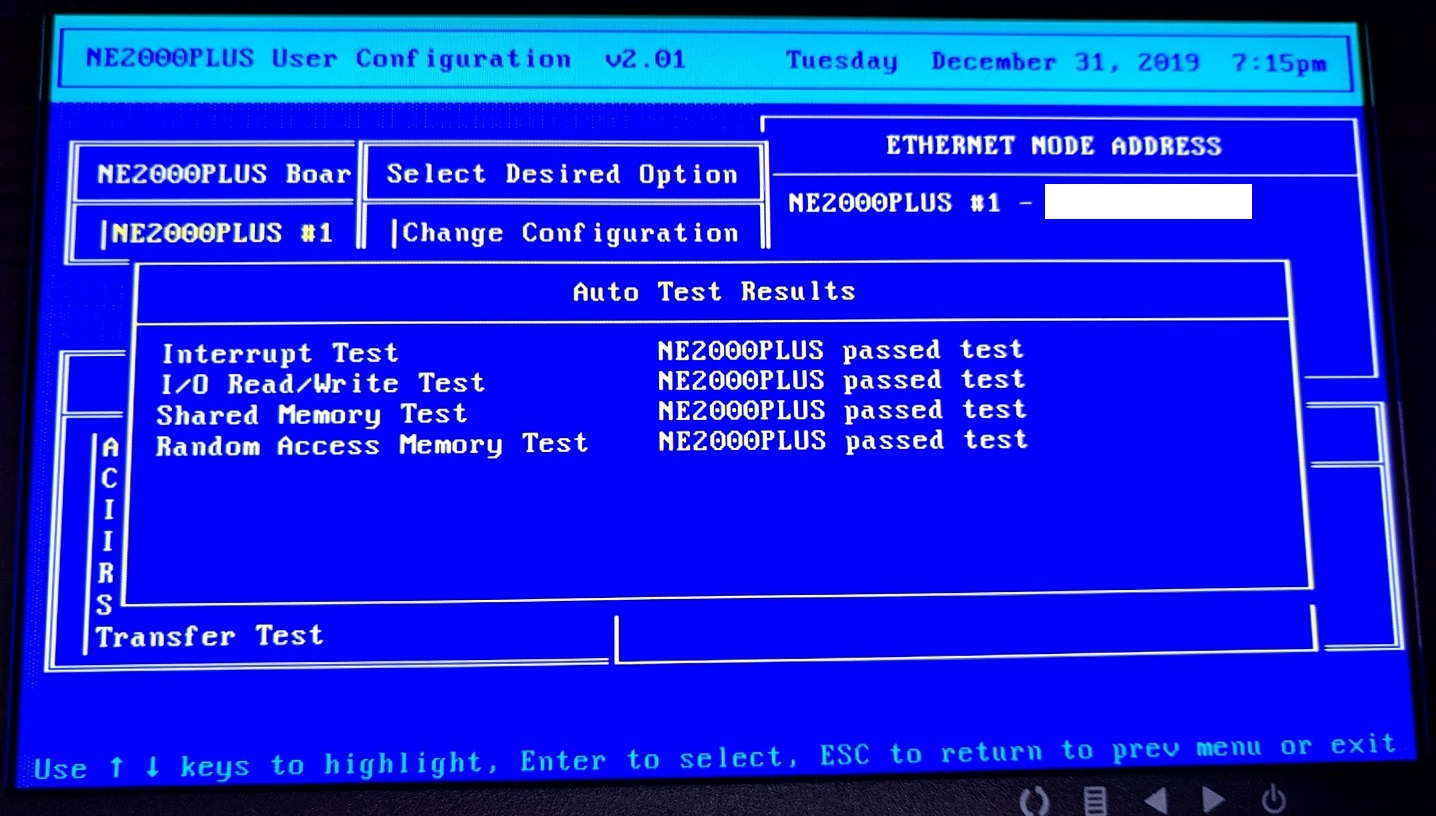 NE2000PLUS User Configuration v2.01 Tuesday December 31, 2019 7:15pm
ETHERNET NODE ADDRESS
NE2000PLUS Boar Select Desired Option
NE2000PLUS #1 -
NE2000PLUS #1 Change Configuration
Auto Test Results
Interrupt Test NE2000PLUS passed test
I/O Read/Write Test NE2000PLUS passed test
Shared Memory Test NE2000PLUS passed test
Random Access Memory Test NE2000PLUS passed test
A
C
I
I
R
S
Transfer Test
Use ↑ ↓ keys to highlight, Enter to select, ESC to return to prev menu or exit